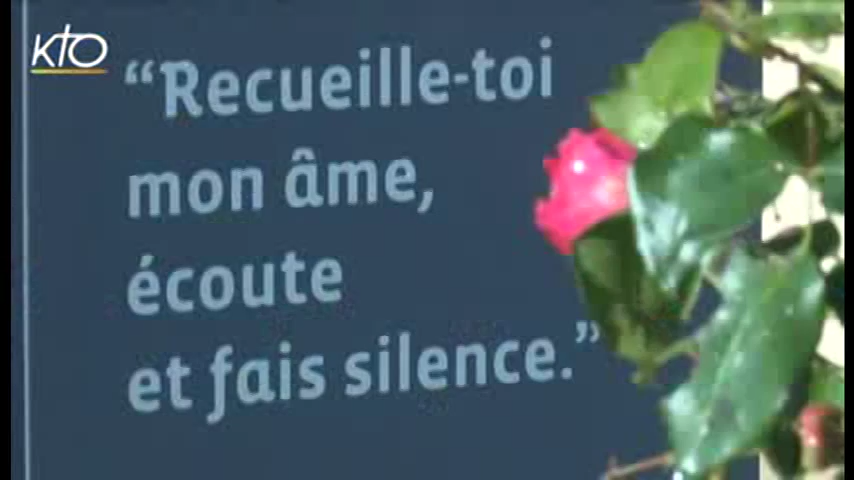 KTO
“Recueille-toi
mon âme,
écoute
et fais silence.”